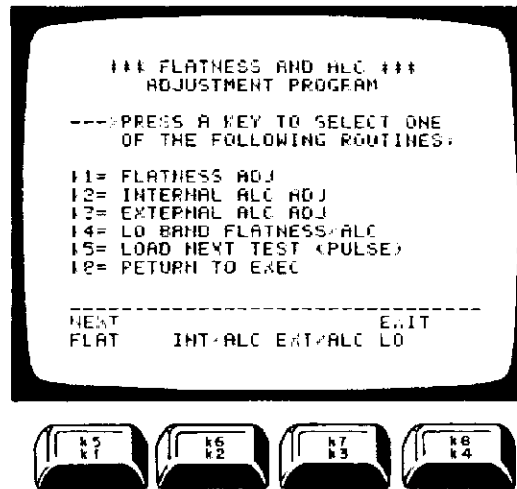 *** FLATNESS AND ALC ***
ADJUSTMENT PROGRAM
--->PRESS A KEY TO SELECT ONE
OF THE FOLLOWING ROUTINES:
k1= FLATNESS ADJ
k2= INTERNAL ALC ADJ
k3= EXTERNAL ALC ADJ
k4= LO BAND FLATNESS/ALC
k5= LOAD NEXT TEST (PULSE)
k8= RETURN TO EXEC
NEXT EXIT
FLAT INT/ALC EXT/ALC LO
k5 k6 k7 k8
k1 k2 k3 k4